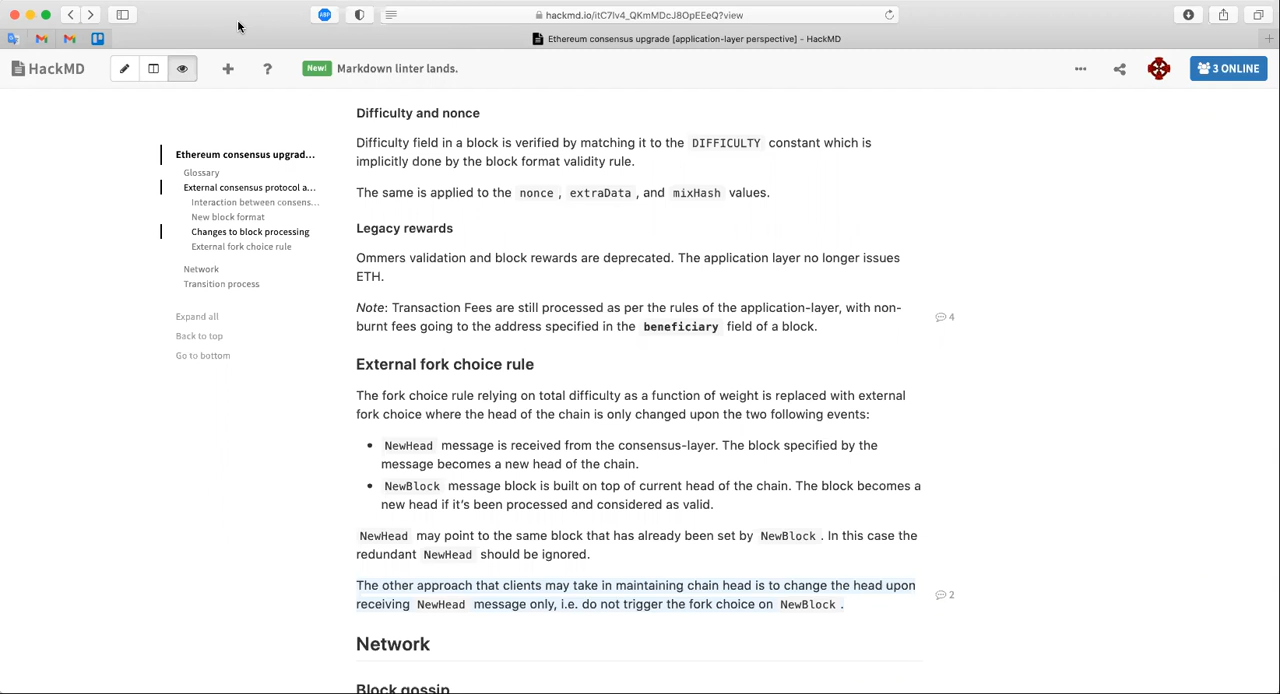 ABP
hackmd.io/itC7lv4_QKmMDcJ8OpEEeQ?view
Ethereum consensus upgrade [application-layer perspective] - HackMD
HackMD
New!
Markdown linter lands.
3 ONLINE
Ethereum consensus upgrad...
Glossary
External consensus protocol a...
Interaction between consens...
New block format
Changes to block processing
External fork choice rule
Network
Transition process
Expand all
Back to top
Go to bottom
Difficulty and nonce
Difficulty field in a block is verified by matching it to the DIFFICULTY constant which is
implicitly done by the block format validity rule.
The same is applied to the nonce, extraData, and mixHash values.
Legacy rewards
Ommers validation and block rewards are deprecated. The application layer no longer issues
ETH.
Note: Transaction Fees are still processed as per the rules of the application-layer, with non-
burnt fees going to the address specified in the beneficiary field of a block.
4
External fork choice rule
The fork choice rule relying on total difficulty as a function of weight is replaced with external
fork choice where the head of the chain is only changed upon the two following events:
• NewHead message is received from the consensus-layer. The block specified by the
message becomes a new head of the chain.
• NewBlock message block is built on top of current head of the chain. The block becomes a
new head if it's been processed and considered as valid.
NewHead may point to the same block that has already been set by NewBlock. In this case the
redundant NewHead should be ignored.
The other approach that clients may take in maintaining chain head is to change the head upon
receiving NewHead message only, i.e. do not trigger the fork choice on NewBlock.
2
Network
Block gossip